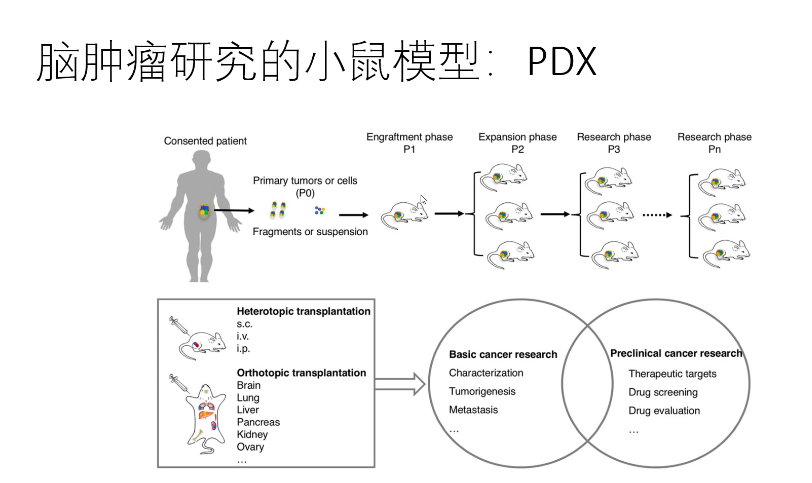 脑肿瘤研究的小鼠模型：PDX
Consented patient
Primary tumors or cells
(P0)
Fragments or suspension
Engraftment phase
P1
Expansion phase
P2
Research phase
P3
Research phase
Pn
Heterotopic transplantation
s.c.
i.v.
i.p.
Orthotopic transplantation
Brain
Lung
Liver
Pancreas
Kidney
Ovary
...
Basic cancer research
Characterization
Tumorigenesis
Metastasis
...
Preclinical cancer research
Therapeutic targets
Drug screening
Drug evaluation
...